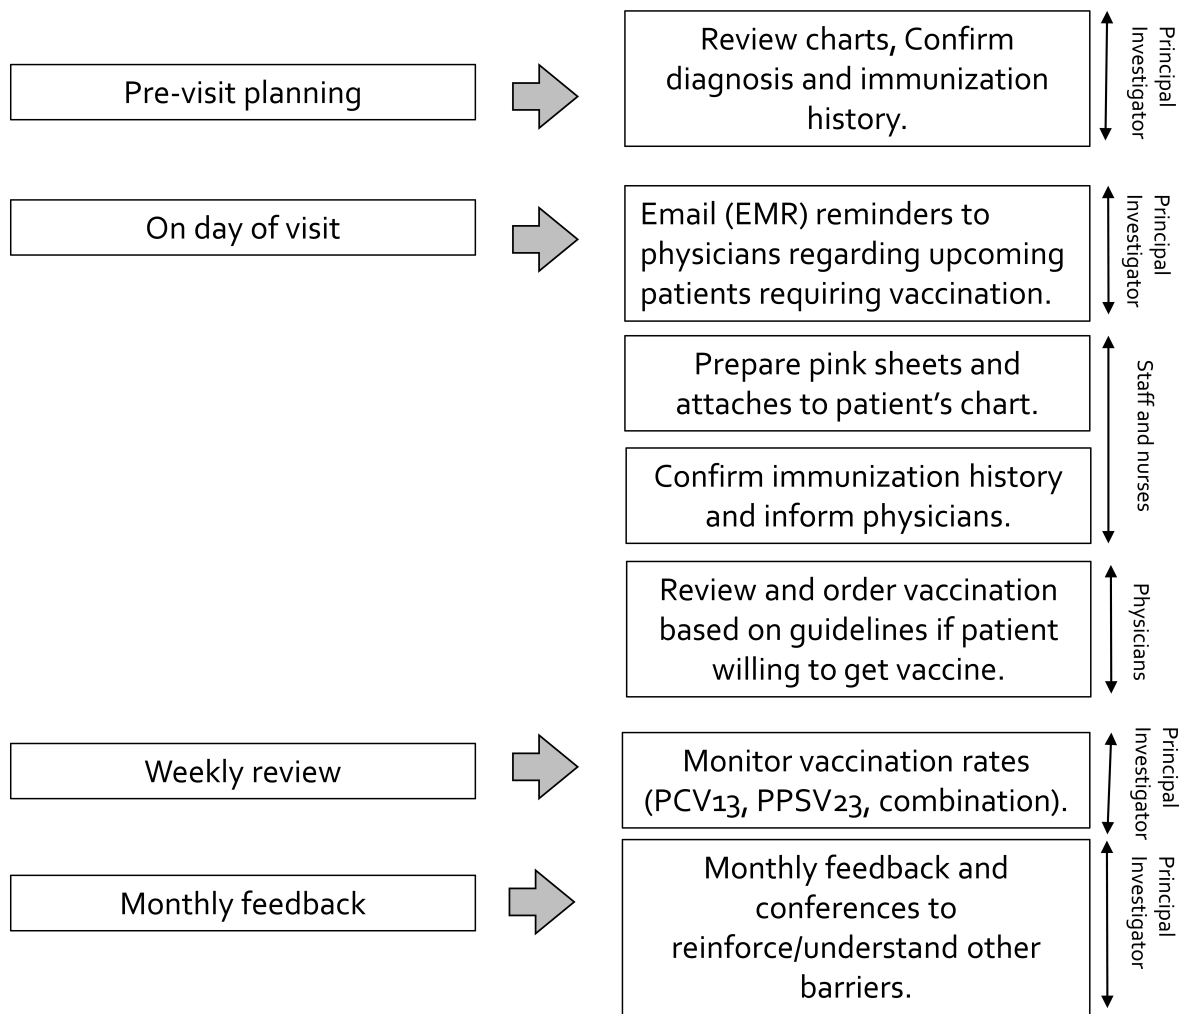 Pre-visit planning
Review charts, Confirm
diagnosis and immunization
history.
Principal
Investigator
On day of visit
Email (EMR) reminders to
physicians regarding upcoming
patients requiring vaccination.
Principal
Investigator
Prepare pink sheets and
attaches to patient’s chart.
Confirm immunization history
and inform physicians.
Staff and nurses
Review and order vaccination
based on guidelines if patient
willing to get vaccine.
Physicians
Weekly review
Monitor vaccination rates
(PCV13, PPSV23, combination).
Principal
Investigator
Monthly feedback
Monthly feedback and
conferences to
reinforce/understand other
barriers.
Principal
Investigator